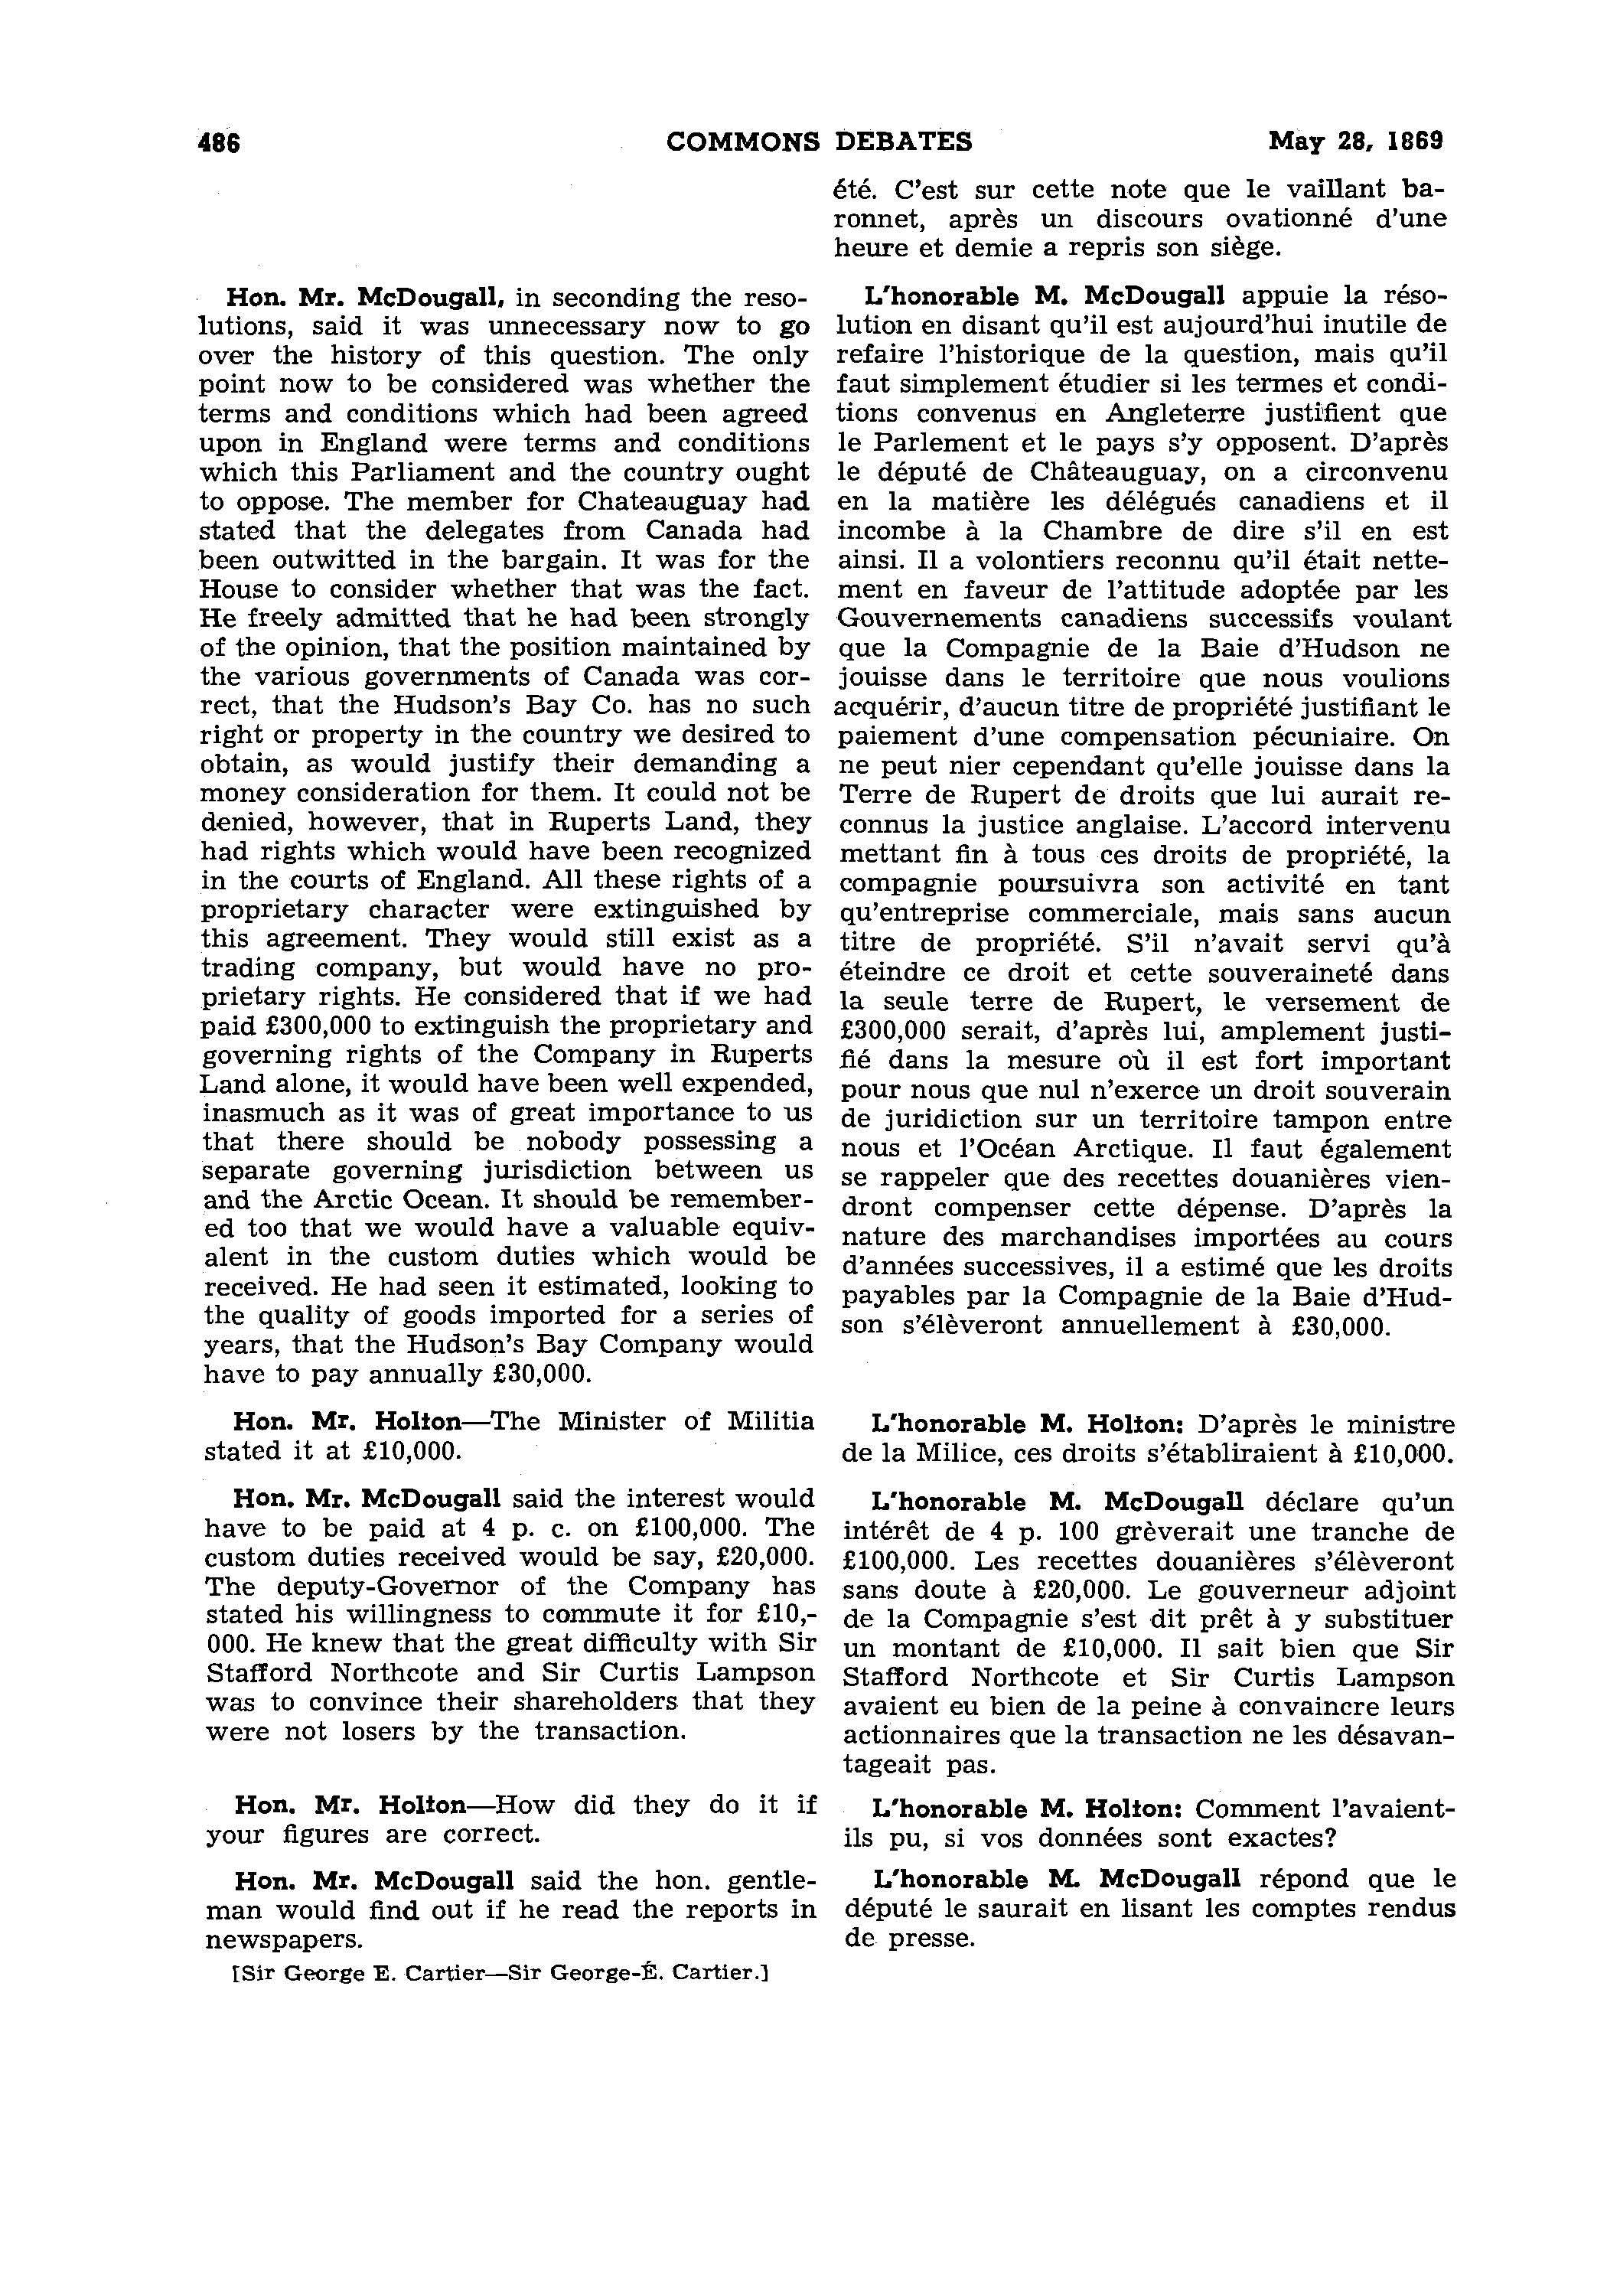 486
COMMONS DEBATES
May 28, 1869
Hon. Mr. McDougall, in seconding the reso-
lutions, said it was unnecessary now to go
over the history of this question. The only
point now to be considered was whether the
terms and conditions which had been agreed
upon in England were terms and conditions
which this Parliament and the country ought
to oppose. The member for Chateauguay had
stated that the delegates from Canada had
been outwitted in the bargain. It was for the
House to consider whether that was the fact.
He freely admitted that he had been strongly
of the opinion, that the position maintained by
the various governments of Canada was cor-
rect, that the Hudson's Bay Co. has no such
right or property in the country we desired to
obtain, as would justify their demanding a
money consideration for them. It could not be
denied, however, that in Ruperts Land, they
had rights which would have been recognized
in the courts of England. All these rights of a
proprietary character were extinguished by
this agreement. They would still exist as a
trading company, but would have no pro-
prietary rights. He considered that if we had
paid £300,000 to extinguish the proprietary and
governing rights of the Company in Ruperts
Land alone, it would have been well expended,
inasmuch as it was of great importance to us
that there should be nobody possessing a
separate governing jurisdiction between us
and the Arctic Ocean. It should be remember-
ed too that we would have a valuable equiv-
alent in the custom duties which would be
received. He had seen it estimated, looking to
the quality of goods imported for a series of
years, that the Hudson's Bay Company would
have to pay annually £30,000.
Hon. Mr. Holton—The Minister of Militia
stated it at £10,000.
Hon. Mr. McDougall said the interest would
have to be paid at 4 p. c. on £100,000. The
custom duties received would be say, £20,000.
The deputy-Governor of the Company has
stated his willingness to commute it for £10,-
000. He knew that the great difficulty with Sir
Stafford Northcote and Sir Curtis Lampson
was to convince their shareholders that they
were not losers by the transaction.
Hon. Mr. Holton—How did they do it if
your figures are correct.
Hon. Mr. McDougall said the hon. gentle-
man would find out if he read the reports in
newspapers.
[Sir George E. Cartier—Sir George-É. Cartier.]
été. C'est sur cette note que le vaillant ba-
ronnet, après un discours ovationné d'une
heure et demie a repris son siège.
L'honorable M. McDougall appuie la réso-
lution en disant qu'il est aujourd'hui inutile de
refaire l'historique de la question, mais qu'il
faut simplement étudier si les termes et condi-
tions convenus en Angleterre justifient que
le Parlement et le pays s'y opposent. D'après
le député de Châteauguay, on a circonvenu
en la matière les délégués canadiens et il
incombe à la Chambre de dire s'il en est
ainsi. Il a volontiers reconnu qu'il était nette-
ment en faveur de l'attitude adoptée par les
Gouvernements canadiens successifs voulant
que la Compagnie de la Baie d'Hudson ne
jouisse dans le territoire que nous voulions
acquérir, d'aucun titre de propriété justifiant le
paiement d'une compensation pécuniaire. On
ne peut nier cependant qu'elle jouisse dans la
Terre de Rupert de droits que lui aurait re-
connus la justice anglaise. L'accord intervenu
mettant fin à tous ces droits de propriété, la
compagnie poursuivra son activité en tant
qu'entreprise commerciale, mais sans aucun
titre de propriété. S'il n'avait servi qu'à
éteindre ce droit et cette souveraineté dans
la seule terre de Rupert, le versement de
£300,000 serait, d'après lui, amplement justi-
fié dans la mesure où il est fort important
pour nous que nul n'exerce un droit souverain
de juridiction sur un territoire tampon entre
nous et l'Océan Arctique. Il faut également
se rappeler que des recettes douanières vien-
dront compenser cette dépense. D'après la
nature des marchandises importées au cours
d'années successives, il a estimé que les droits
payables par la Compagnie de la Baie d'Hud-
son s'élèveront annuellement à £30,000.
L'honorable M. Holton: D'après le ministre
de la Milice, ces droits s'établiraient à £10,000.
L'honorable M. McDougall déclare qu'un
intérêt de 4 p. 100 grèverait une tranche de
£100,000. Les recettes douanières s'élèveront
sans doute à £20,000. Le gouverneur adjoint
de la Compagnie s'est dit prêt à y substituer
un montant de £10,000. Il sait bien que Sir
Stafford Northcote et Sir Curtis Lampson
avaient eu bien de la peine à convaincre leurs
actionnaires que la transaction ne les désavan-
tageait pas.
L'honorable M. Holton: Comment l'avaient-
ils pu, si vos données sont exactes?
L'honorable M. McDougall répond que le
député le saurait en lisant les comptes rendus
de presse.